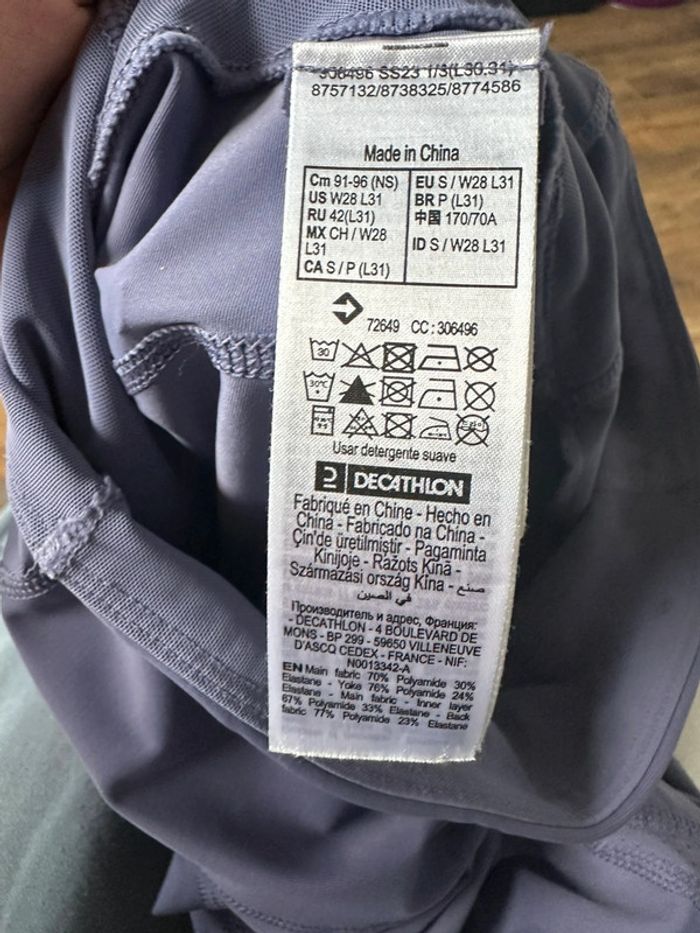 306496 SS23 1/3(L30.31)
8757132/8738325/8774586
Made in China
Cm 91-96 (NS)
US W28 L31
RU 42(L31)
MX CH / W28
L31
CA S / P (L31)
EU S / W28 L31
BR P (L31)
中国 170/70A
ID S / W28 L31
72649 CC : 306496
30
30°C
Usar detergente suave
DECATHLON
Fabriqué en Chine - Hecho en
China - Fabricado na China -
Çin'de üretilmiştir - Pagaminta
Kinijoje - Ražots Ķīnā -
Származási ország Kína - صنع
في الصين
Производитель и адрес, Франция:
- DECATHLON - 4 BOULEVARD DE
MONS - BP 299 - 59650 VILLENEUVE
D'ASCQ CEDEX - FRANCE - NIF:
N0013342-A
EN Main fabric 70% Polyamide 30%
Elastane - Yoke 76% Polyamide 24%
Elastane - Main fabric - Inner layer
67% Polyamide 33% Elastane - Back
fabric 77% Polyamide 23% Elastane